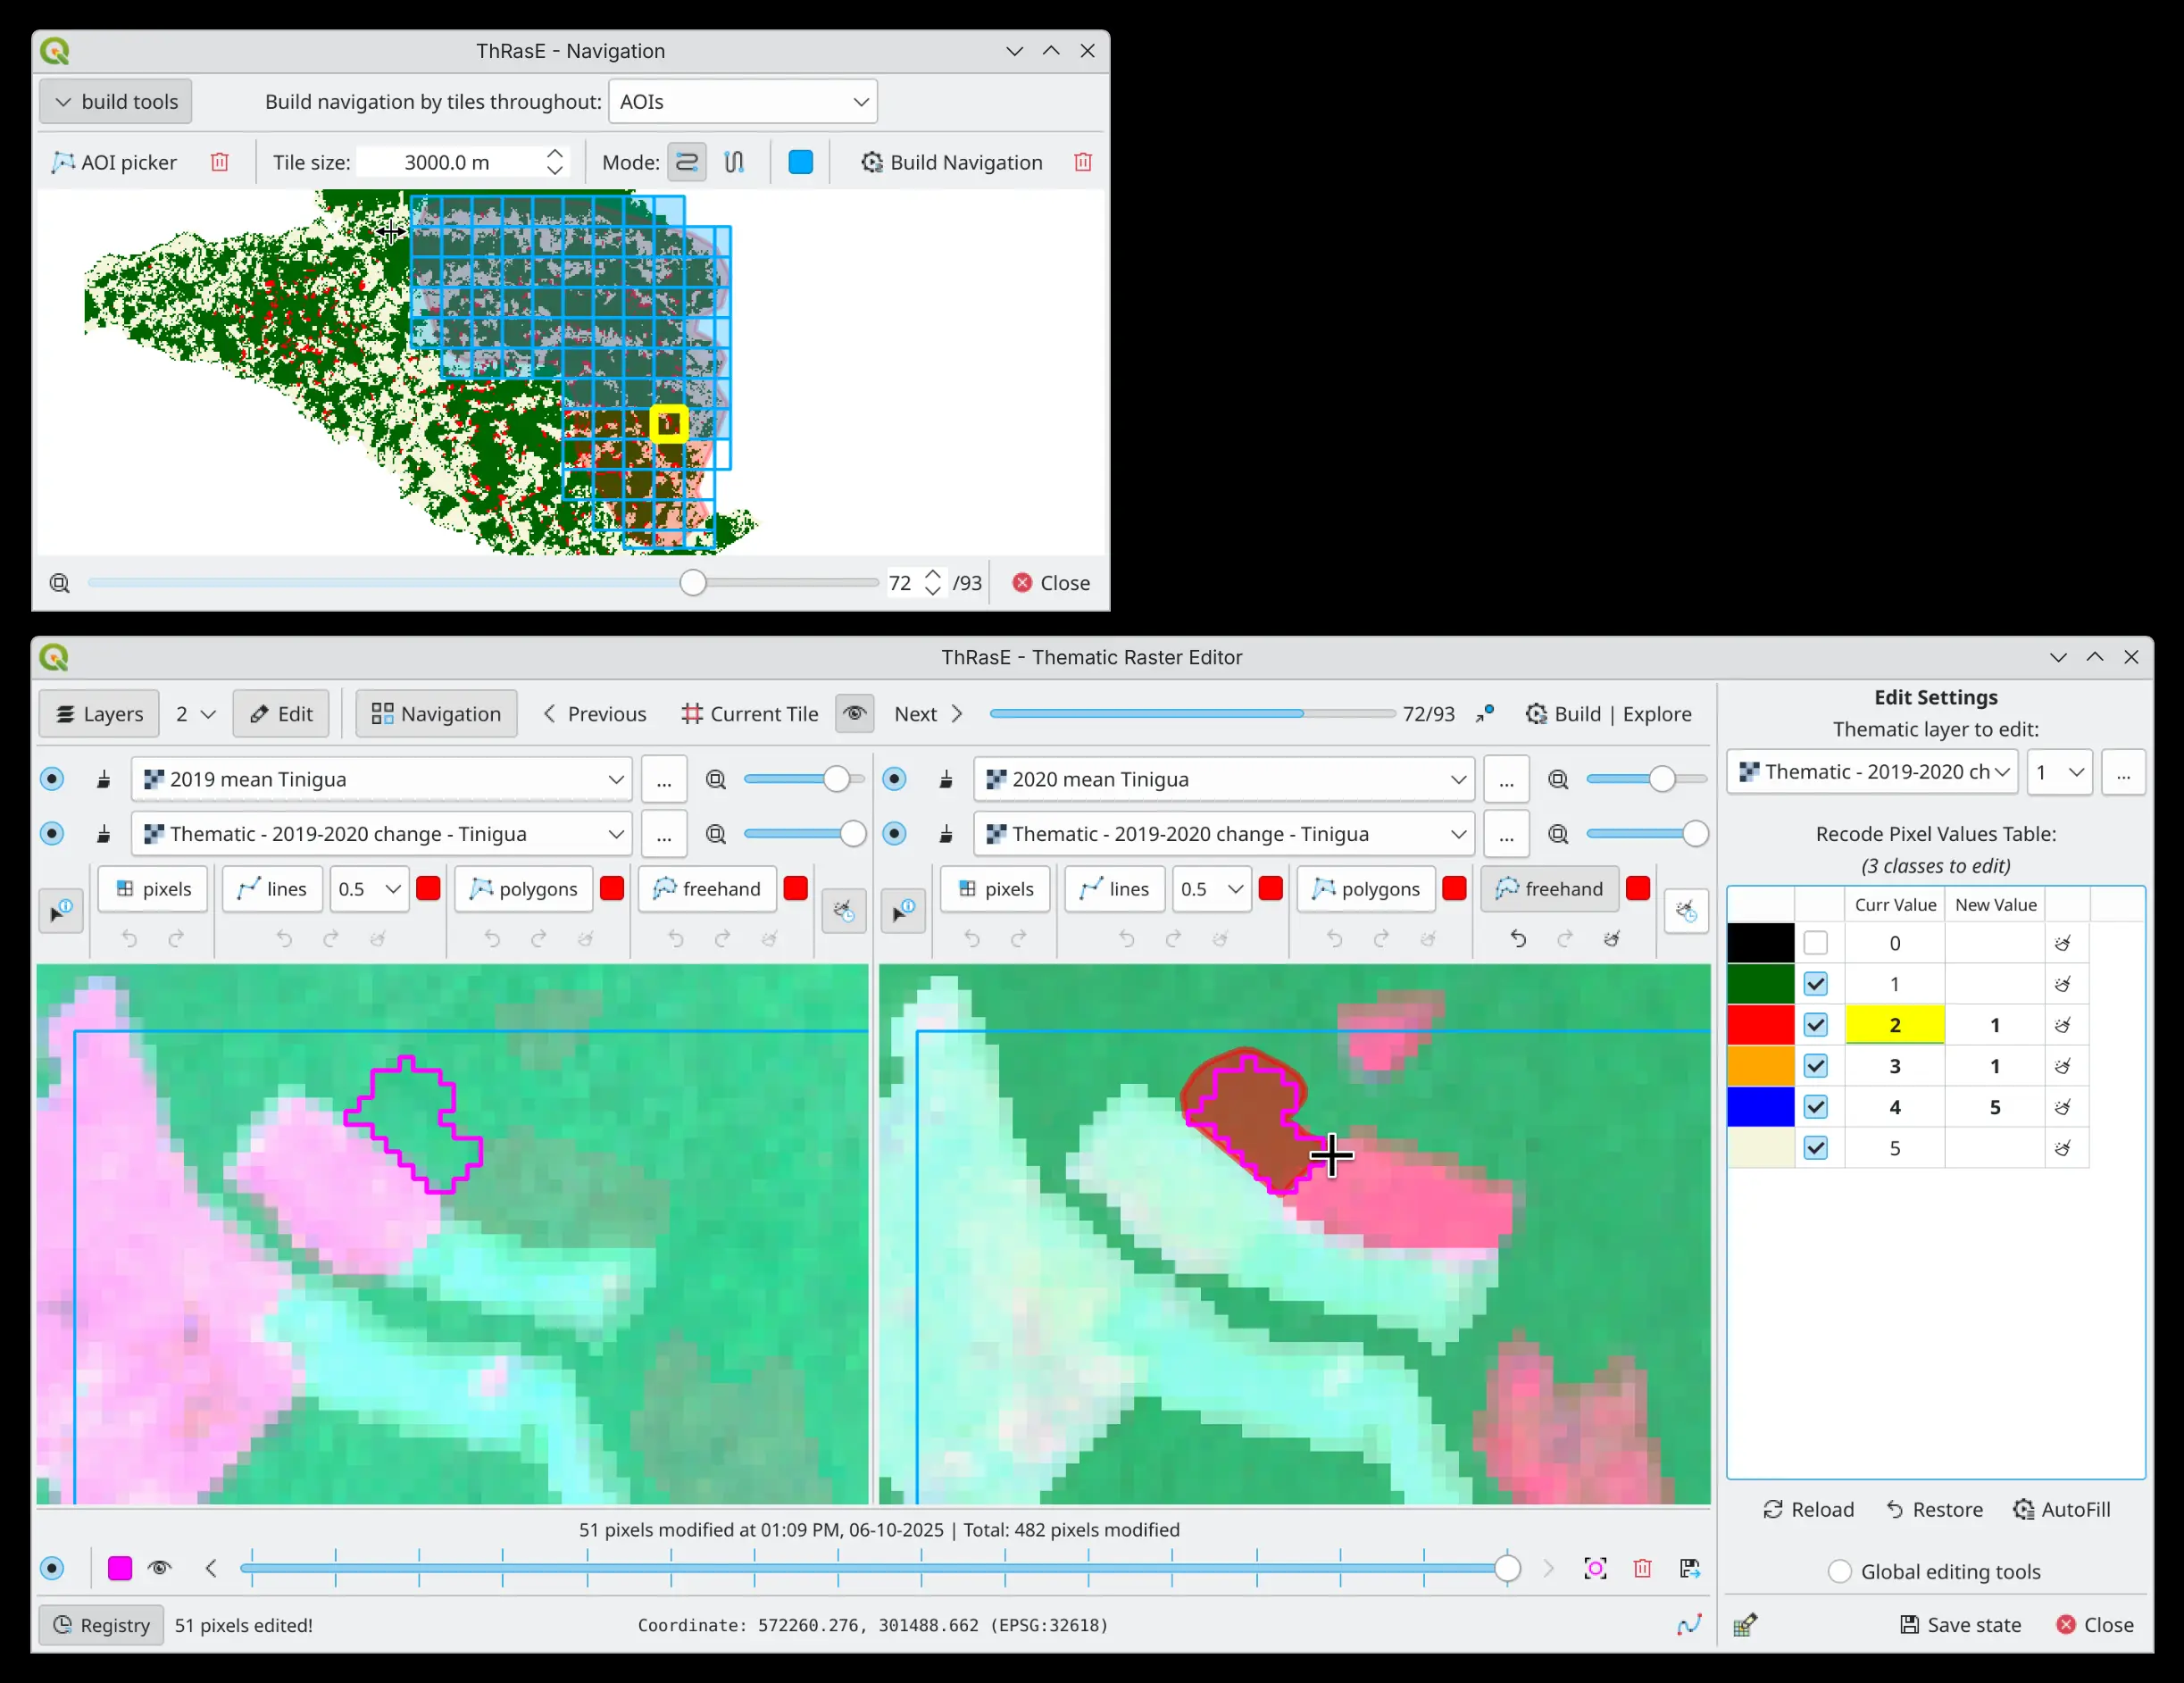 ThRasE - Navigation
build tools Build navigation by tiles throughout: AOIs
AOI picker Tile size: 3000.0 m Mode: Build Navigation
72 /93 Close
ThRasE - Thematic Raster Editor
Layers 2 Edit Navigation Previous Current Tile Next 72/93 Build | Explore
2019 mean Tinigua ... 2020 mean Tinigua ...
Thematic - 2019-2020 change - Tinigua ... Thematic - 2019-2020 change - Tinigua ...
pixels lines 0.5 polygons freehand pixels lines 0.5 polygons freehand
51 pixels modified at 01:09 PM, 06-10-2025 | Total: 482 pixels modified
Registry 51 pixels edited! Coordinate: 572260.276, 301488.662 (EPSG:32618)
Edit Settings
Thematic layer to edit:
Thematic - 2019-2020 ch 1 ...
Recode Pixel Values Table:
(3 classes to edit)
Curr Value New Value
0
1
2 1
3 1
4 5
5
Reload Restore AutoFill
Global editing tools
Save state Close